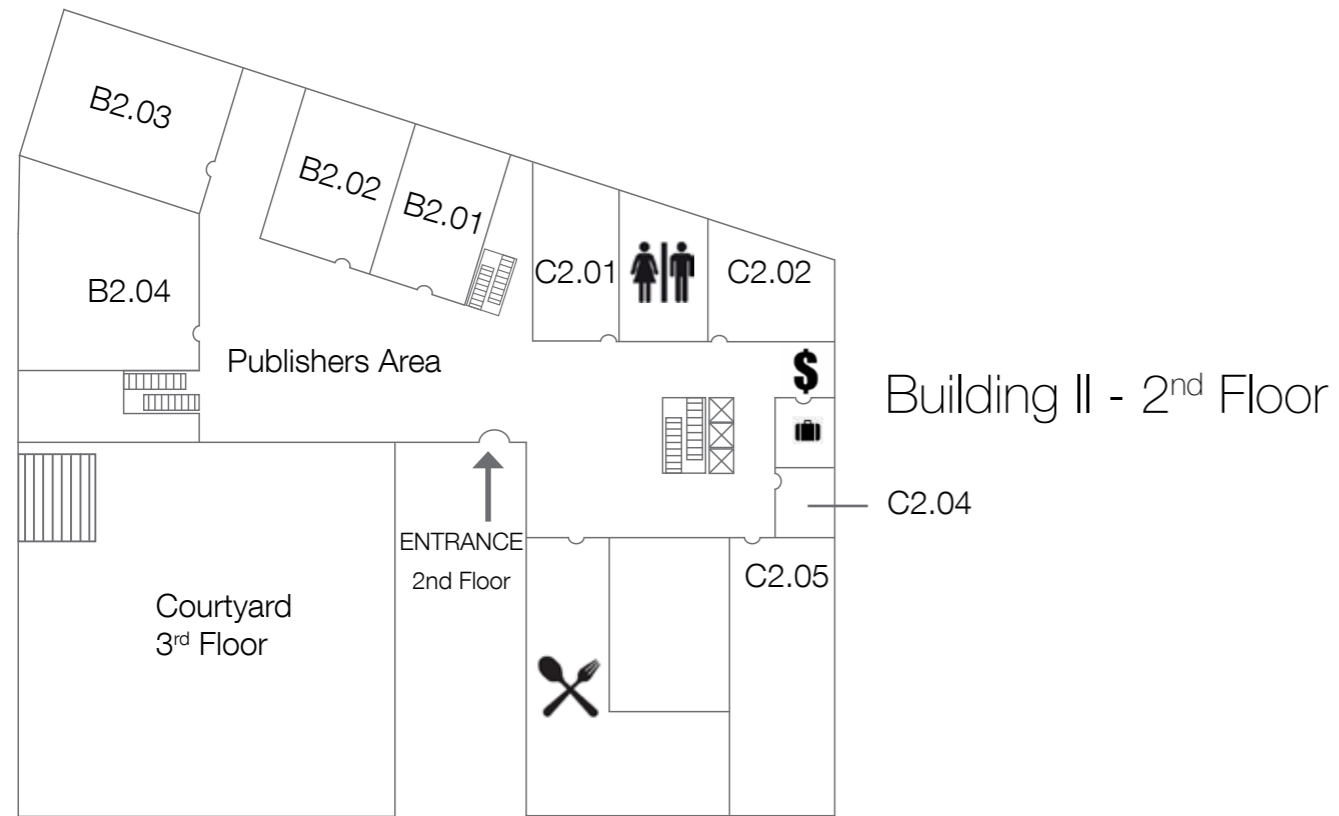 B2.03
B2.02
B2.01
C2.01
C2.02
B2.04
Publishers Area
$
Building II - 2nd Floor
C2.04
ENTRANCE
2nd Floor
C2.05
Courtyard
3rd Floor